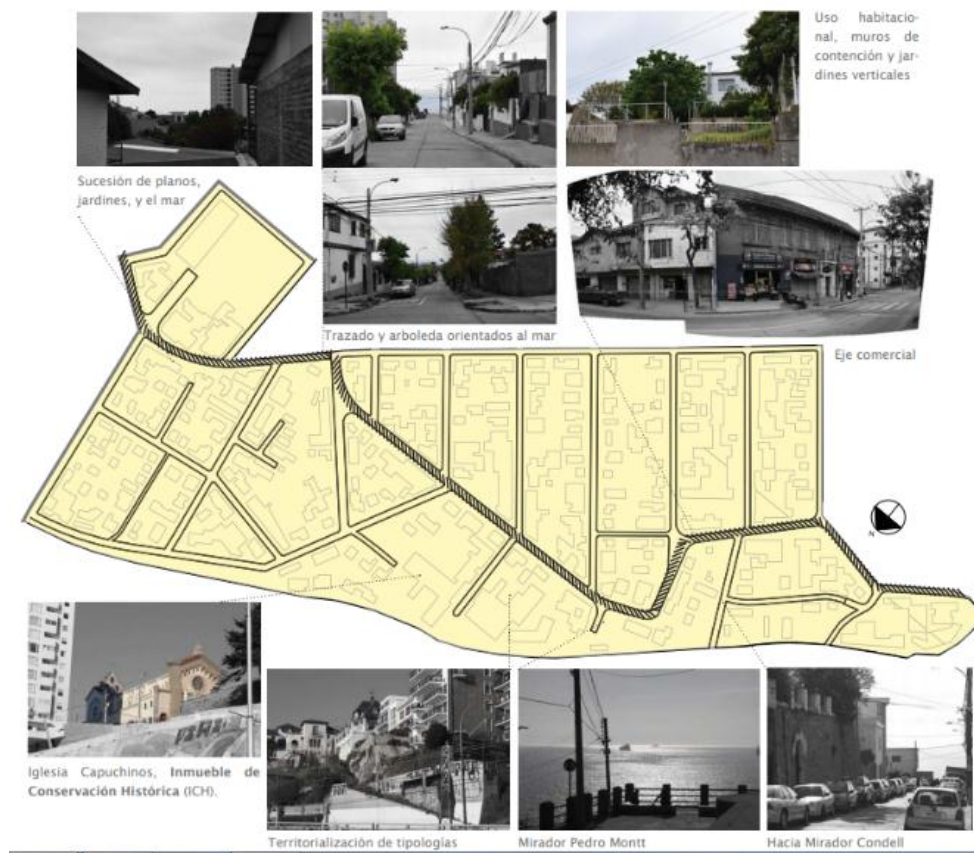 Uso habitacio-
nal, muros de
contención y jar-
dines verticales
Sucesión de planos,
jardines, y el mar
Trazado y arboleda orientados al mar
Eje comercial
N
Iglesia Capuchinos, Inmueble de
Conservación Histórica (ICH).
Territorialización de tipologías
Mirador Pedro Montt
Hacia Mirador Condell